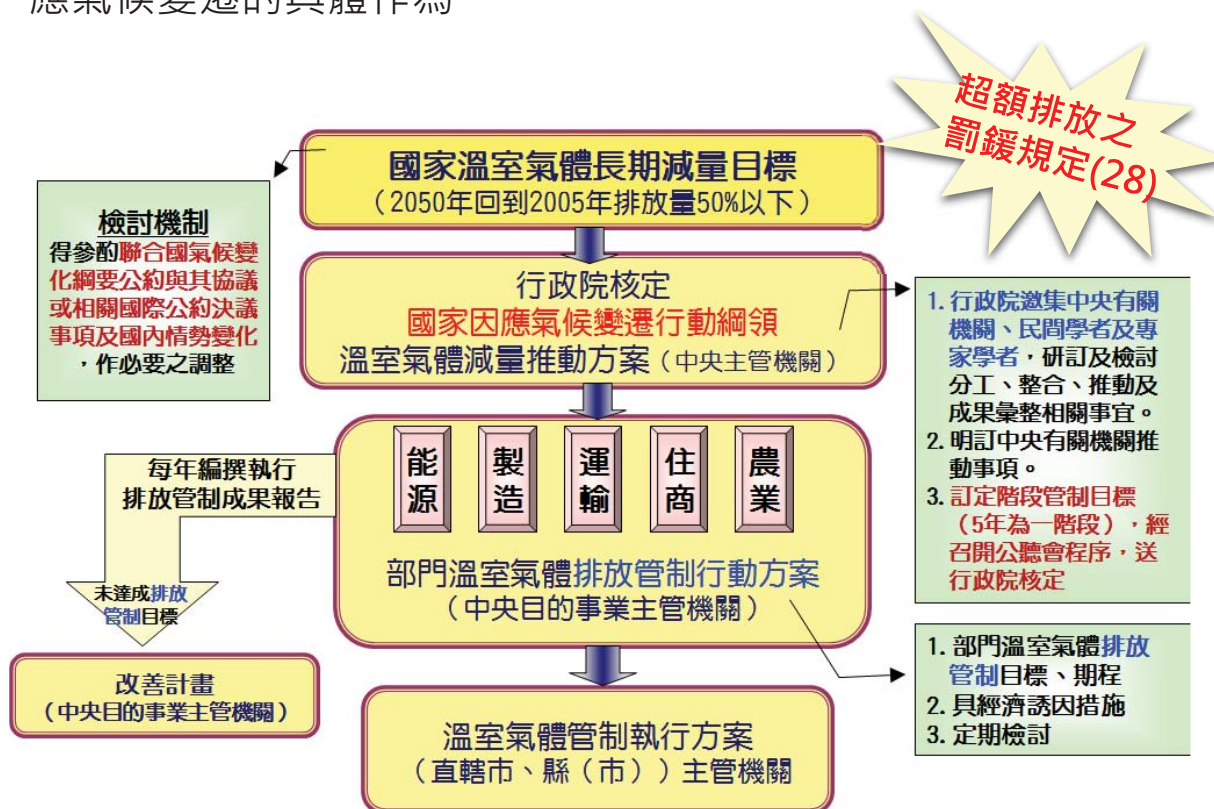 應氣候變遷的具體作為
超額排放之
罰鍰規定(28)
國家溫室氣體長期減量目標
（2050年回到2005年排放量50%以下）
檢討機制
得參酌聯合國氣候變
化綱要公約與其協議
或相關國際公約決議
事項及國內情勢變化
，作必要之調整
行政院核定
國家因應氣候變遷行動綱領
溫室氣體減量推動方案（中央主管機關）
1. 行政院邀集中央有關
機關、民間學者及專
家學者，研訂及檢討
分工、整合、推動及
成果彙整相關事宜。
2. 明訂中央有關機關推
動事項。
3. 訂定階段管制目標
（5年為一階段），經
召開公聽會程序，送
行政院核定
能源
製造
運輸
住商
農業
部門溫室氣體排放管制行動方案
（中央目的事業主管機關）
每年編撰執行
排放管制成果報告
未達成排放
管制目標
改善計畫
（中央目的事業主管機關）
1. 部門溫室氣體排放
管制目標、期程
2. 具經濟誘因措施
3. 定期檢討
溫室氣體管制執行方案
（直轄市、縣（市））主管機關